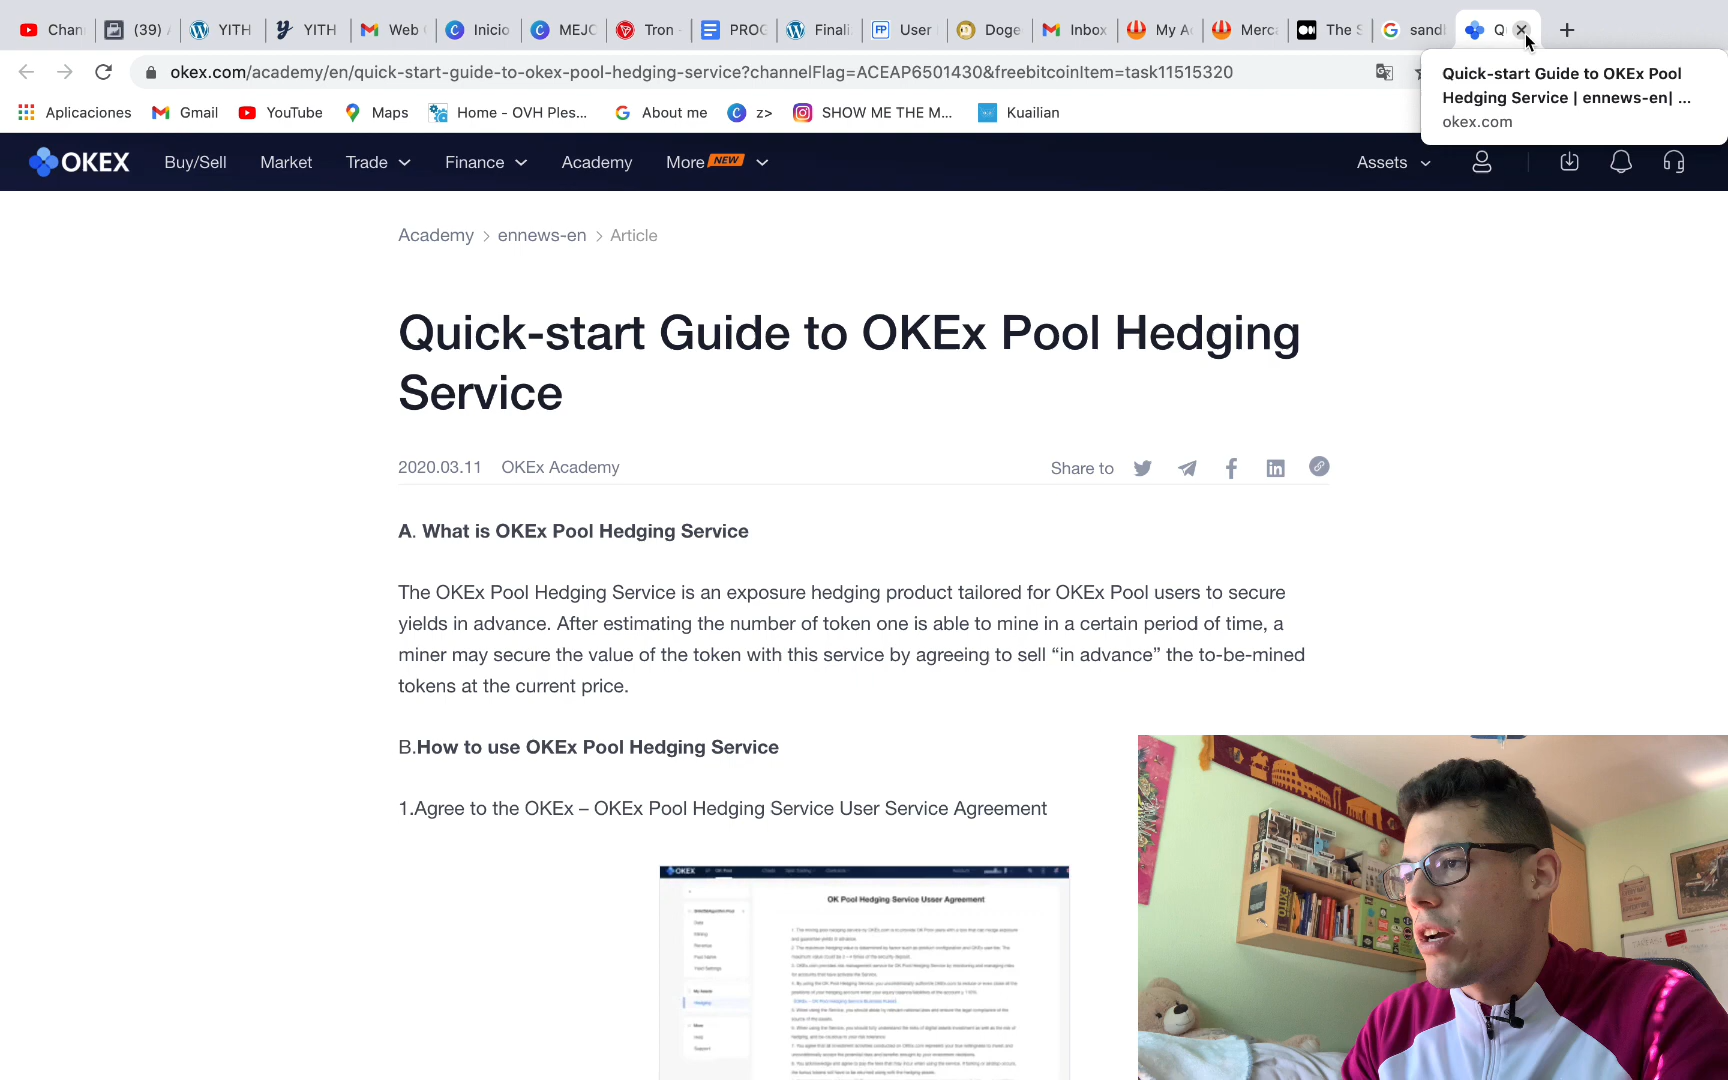 Chan
(39)
YITH
YITH
Web
Inicio
MEJC
Tron
PROG
Finali
User
Doge
Inbox
My A
Merca
The S
sandl
Q
okex.com/academy/en/quick-start-guide-to-okex-pool-hedging-service?channelFlag=ACEAP6501430&freebitcoinItem=task11515320
Quick-start Guide to OKEx Pool
Hedging Service | ennews-en| ...
okex.com
Aplicaciones
Gmail
YouTube
Maps
Home - OVH Ples...
About me
z>
SHOW ME THE M...
Kuailian
OKEX
Buy/Sell
Market
Trade
Finance
Academy
More NEW
Assets
Academy > ennews-en > Article
Quick-start Guide to OKEx Pool Hedging
Service
2020.03.11 OKEx Academy
Share to
A. What is OKEx Pool Hedging Service
The OKEx Pool Hedging Service is an exposure hedging product tailored for OKEx Pool users to secure
yields in advance. After estimating the number of token one is able to mine in a certain period of time, a
miner may secure the value of the token with this service by agreeing to sell “in advance” the to-be-mined
tokens at the current price.
B.How to use OKEx Pool Hedging Service
1.Agree to the OKEx – OKEx Pool Hedging Service User Service Agreement
OKEX
OK Pool Hedging Service Usser Agreement